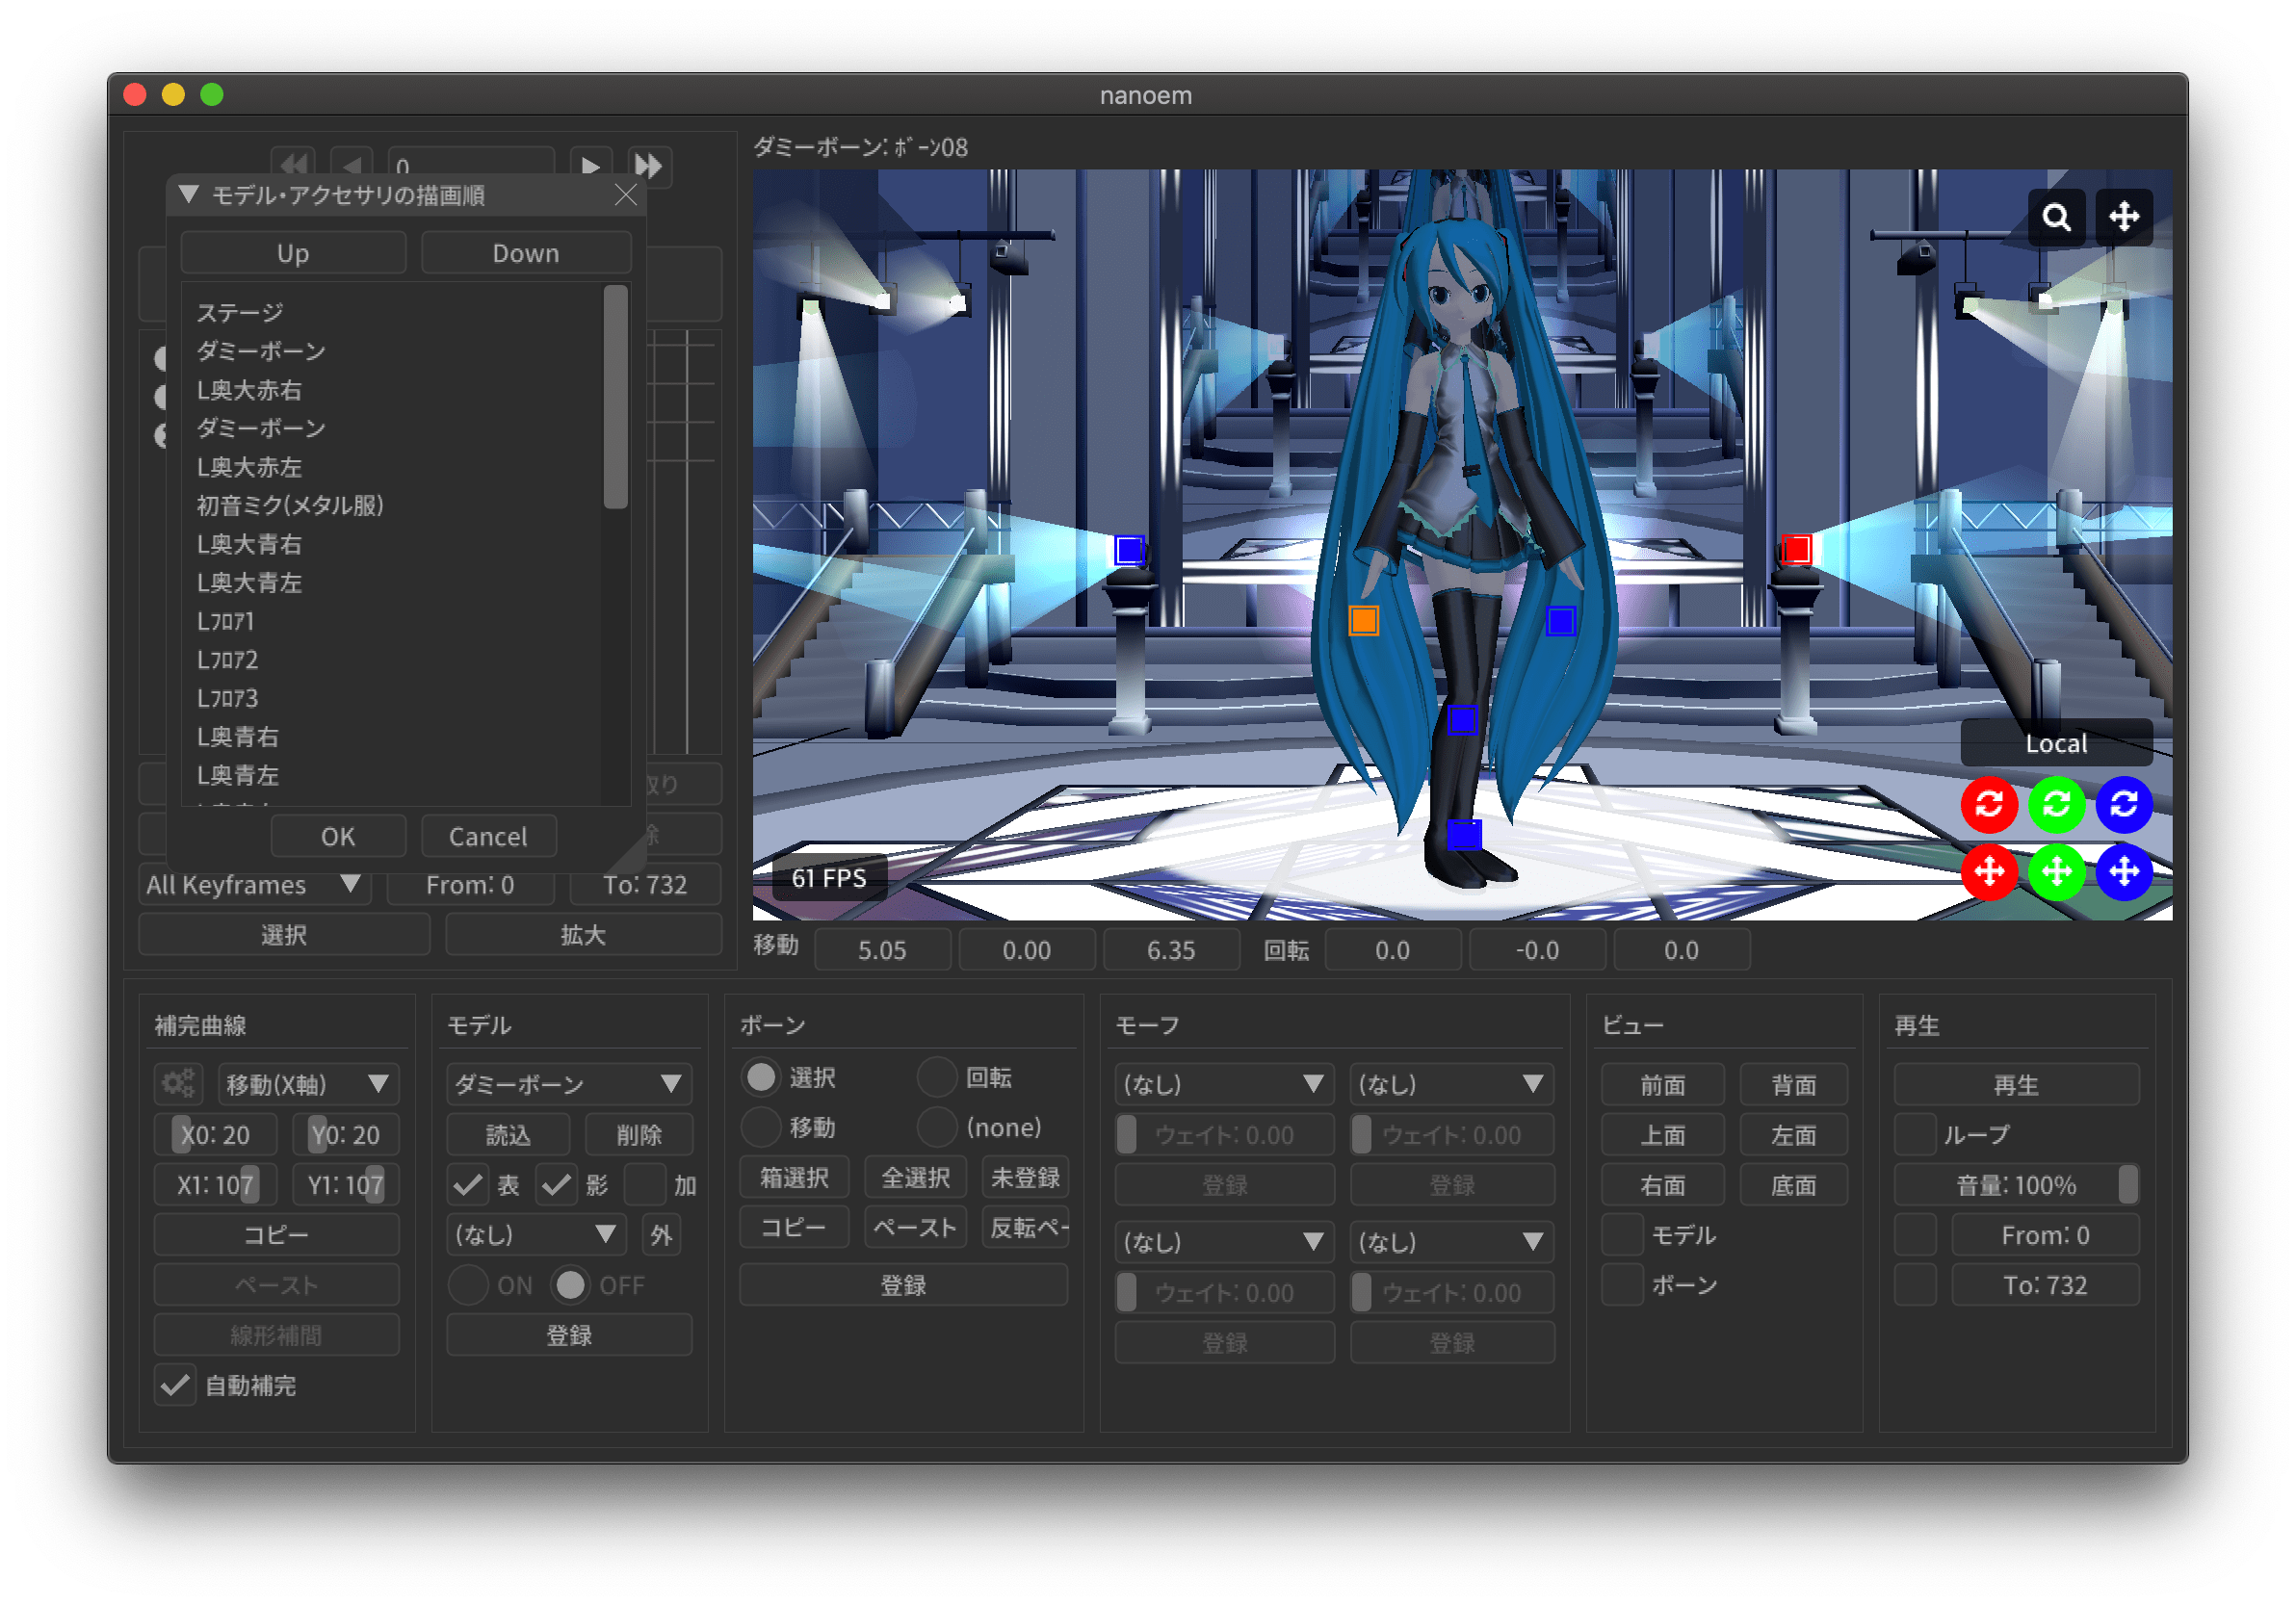 nanoem
0
モデル・アクセサリの描画順
Up
Down
ステージ
ダミーボーン
L奥大赤右
ダミーボーン
L奥大赤左
初音ミク(メタル服)
L奥大青右
L奥大青左
Lﾌﾛｱ1
Lﾌﾛｱ2
Lﾌﾛｱ3
L奥青右
L奥青左
OK
Cancel
取り
除
All Keyframes
From: 0
To: 732
選択
拡大
ダミーボーン: ﾎﾞｰﾝ08
61 FPS
Local
移動
5.05
0.00
6.35
回転
0.0
-0.0
0.0
補完曲線
移動(X軸)
X0: 20
Y0: 20
X1: 107
Y1: 107
コピー
ペースト
線形補間
自動補完
モデル
ダミーボーン
読込
削除
表
影
加
(なし)
外
ON
OFF
登録
ボーン
選択
回転
移動
(none)
箱選択
全選択
未登録
コピー
ペースト
反転ペー
登録
モーフ
(なし)
(なし)
ウェイト: 0.00
ウェイト: 0.00
登録
登録
(なし)
(なし)
ウェイト: 0.00
ウェイト: 0.00
登録
登録
ビュー
前面
背面
上面
左面
右面
底面
モデル
ボーン
再生
再生
ループ
音量: 100%
From: 0
To: 732